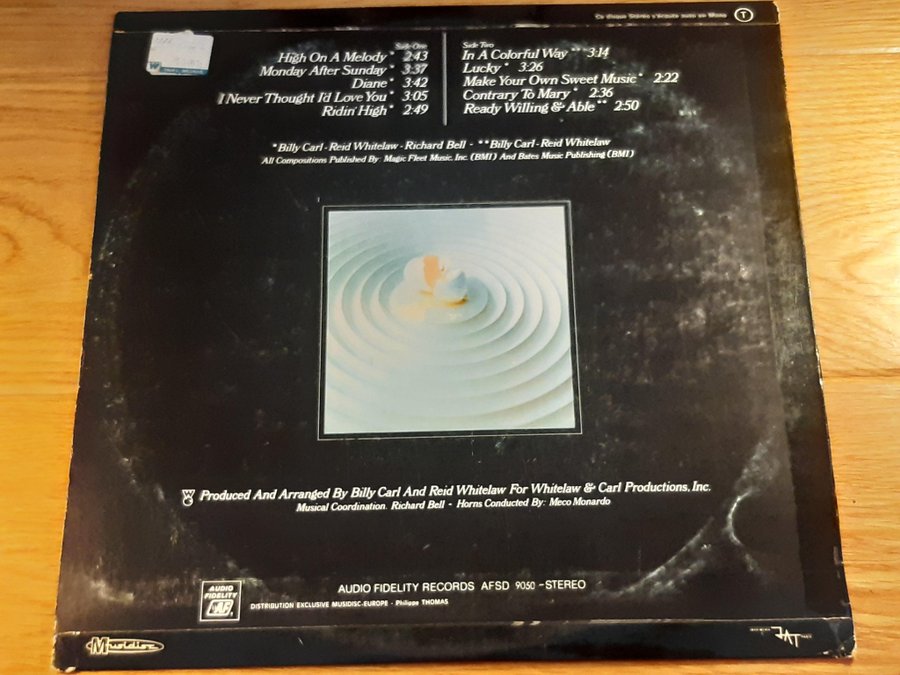 Ce disque Stéréo s'écoute aussi en Mono T
Side One
High On A Melody * 2:43
Monday After Sunday * 3:37
Diane * 3:42
I Never Thought I'd Love You * 3:05
Ridin' High * 2:49
Side Two
In A Colorful Way ** 3:14
Lucky * 3:26
Make Your Own Sweet Music * 2:22
Contrary To Mary * 2:36
Ready Willing & Able ** 2:50
*Billy Carl - Reid Whitelaw - Richard Bell - **Billy Carl - Reid Whitelaw
All Compositions Published By: Magic Fleet Music, Inc. (BMI) And Bates Music Publishing (BMI)
Produced And Arranged By Billy Carl And Reid Whitelaw For Whitelaw & Carl Productions, Inc.
Musical Coordination. Richard Bell - Horns Conducted By: Meco Monardo
AUDIO FIDELITY RECORDS AFSD 9050 - STEREO
AUDIO
FIDELITY
AF
DISTRIBUTION EXCLUSIVE MUSIDISC-EUROPE - Philippe THOMAS
Musidisc